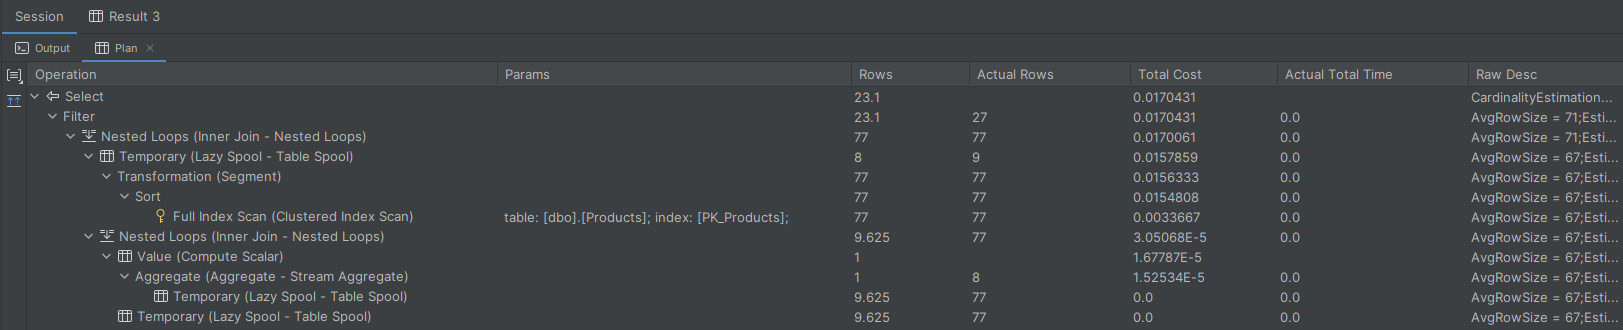 Session Result 3
Output Plan
Operation Params Rows Actual Rows Total Cost Actual Total Time Raw Desc
Select 23.1 0.0170431 CardinalityEstimation...
Filter 23.1 27 0.0170431 0.0 AvgRowSize = 71;Esti...
Nested Loops (Inner Join - Nested Loops) 77 77 0.0170061 0.0 AvgRowSize = 71;Esti...
Temporary (Lazy Spool - Table Spool) 8 9 0.0157859 0.0 AvgRowSize = 67;Esti...
Transformation (Segment) 77 77 0.0156333 0.0 AvgRowSize = 67;Esti...
Sort 77 77 0.0154808 0.0 AvgRowSize = 67;Esti...
Full Index Scan (Clustered Index Scan) table: [dbo].[Products]; index: [PK_Products]; 77 77 0.0033667 0.0 AvgRowSize = 67;Esti...
Nested Loops (Inner Join - Nested Loops) 9.625 77 3.05068E-5 0.0 AvgRowSize = 67;Esti...
Value (Compute Scalar) 1 1.67787E-5 AvgRowSize = 67;Esti...
Aggregate (Aggregate - Stream Aggregate) 1 8 1.52534E-5 0.0 AvgRowSize = 67;Esti...
Temporary (Lazy Spool - Table Spool) 9.625 77 0.0 0.0 AvgRowSize = 67;Esti...
Temporary (Lazy Spool - Table Spool) 9.625 77 0.0 0.0 AvgRowSize = 67;Esti...